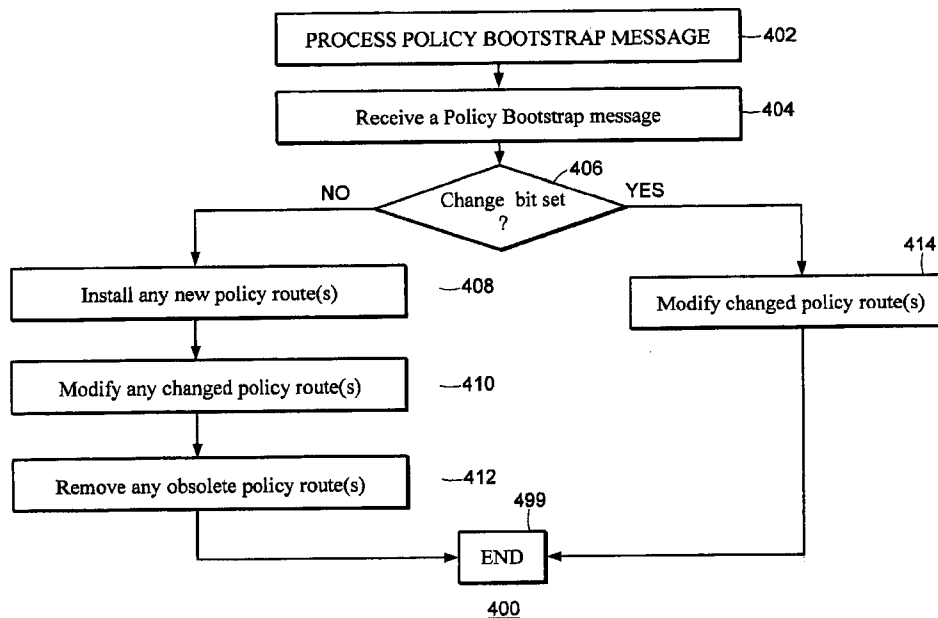 PROCESS POLICY BOOTSTRAP MESSAGE
402
Receive a Policy Bootstrap message
404
406
NO
Change bit set
?
YES
414
Install any new policy route(s)
408
Modify changed policy route(s)
Modify any changed policy route(s)
410
Remove any obsolete policy route(s)
412
499
END
400